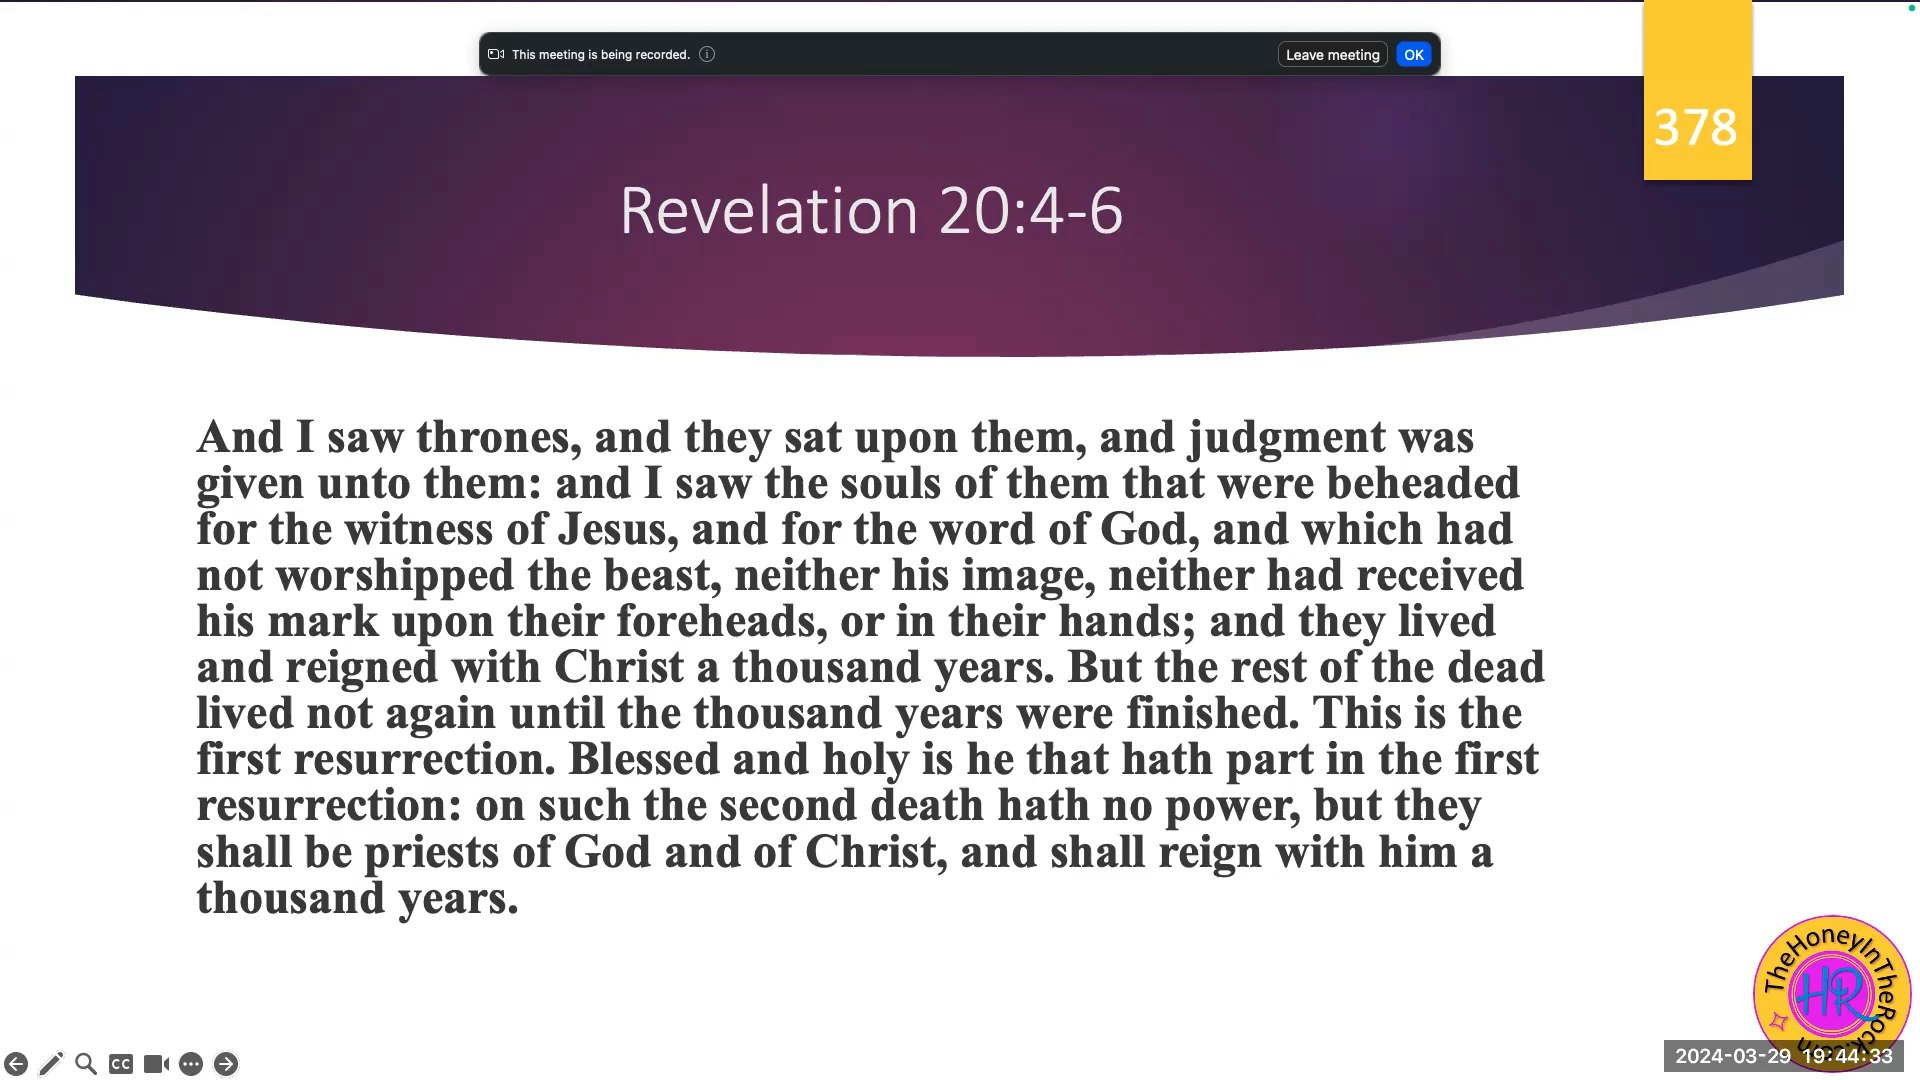 This meeting is being recorded.
Leave meeting
OK
378
Revelation 20:4-6
And I saw thrones, and they sat upon them, and judgment was
given unto them: and I saw the souls of them that were beheaded
for the witness of Jesus, and for the word of God, and which had
not worshipped the beast, neither his image, neither had received
his mark upon their foreheads, or in their hands; and they lived
and reigned with Christ a thousand years. But the rest of the dead
lived not again until the thousand years were finished. This is the
first resurrection. Blessed and holy is he that hath part in the first
resurrection: on such the second death hath no power, but they
shall be priests of God and of Christ, and shall reign with him a
thousand years.
TheHoneyInTheRock.com
HR
CC
2024-03-29 19:44:33